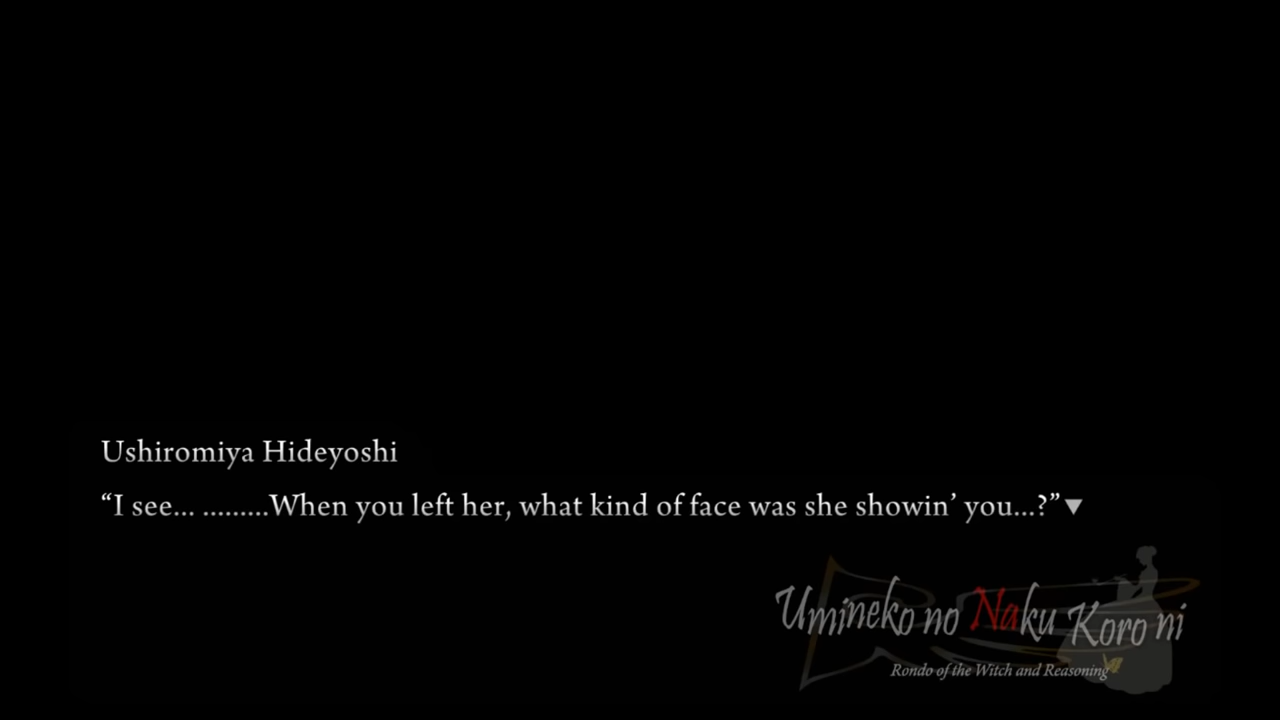 Ushiromiya Hideyoshi
“I see... .........When you left her, what kind of face was she showin’ you...?”▼
Umineko no Naku Koro ni
Rondo of the Witch and Reasoning